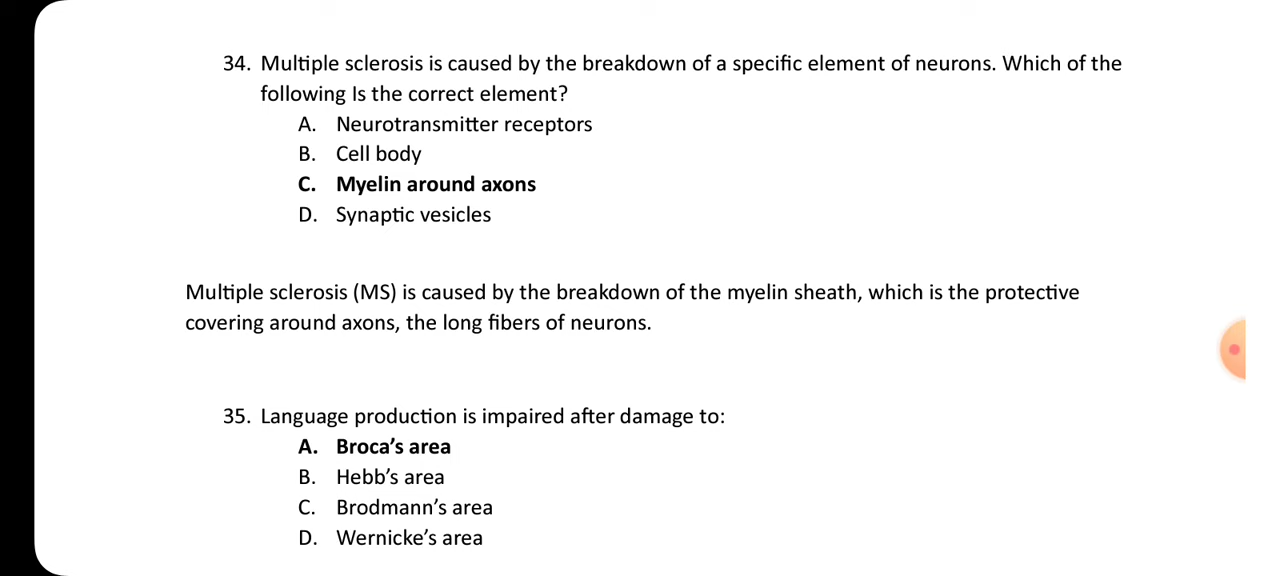 34. Multiple sclerosis is caused by the breakdown of a specific element of neurons. Which of the
following Is the correct element?
A. Neurotransmitter receptors
B. Cell body
C. Myelin around axons
D. Synaptic vesicles
Multiple sclerosis (MS) is caused by the breakdown of the myelin sheath, which is the protective
covering around axons, the long fibers of neurons.
35. Language production is impaired after damage to:
A. Broca’s area
B. Hebb’s area
C. Brodmann’s area
D. Wernicke’s area